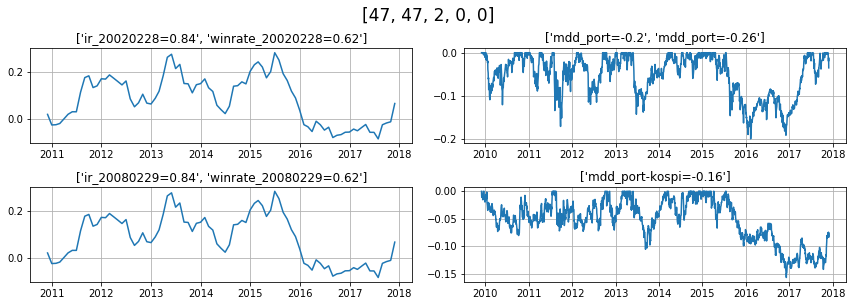 [47, 47, 2, 0, 0]
['ir_20020228=0.84', 'winrate_20020228=0.62']
0.2
0.0
2011 2012 2013 2014 2015 2016 2017 2018
['mdd_port=-0.2', 'mdd_port=-0.26']
0.0
−0.1
−0.2
2010 2011 2012 2013 2014 2015 2016 2017 2018
['ir_20080229=0.84', 'winrate_20080229=0.62']
0.2
0.0
2011 2012 2013 2014 2015 2016 2017 2018
['mdd_port-kospi=-0.16']
0.00
−0.05
−0.10
−0.15
2010 2011 2012 2013 2014 2015 2016 2017 2018